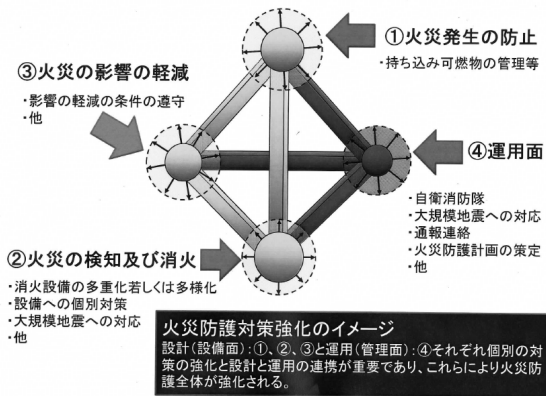 ①火災発生の防止
・持ち込み可燃物の管理等
③火災の影響の軽減
・影響の軽減の条件の遵守
・他
④運用面
・自衛消防隊
・大規模地震への対応
・通報連絡
・火災防護計画の策定
・他
②火災の検知及び消火
・消火設備の多重化若しくは多様化
・設備への個別対策
・大規模地震への対応
・他
火災防護対策強化のイメージ
設計(設備面):①、②、③と運用(管理面):④それぞれ個別の対
策の強化と設計と運用の連携が重要であり、これらにより火災防
護全体が強化される。